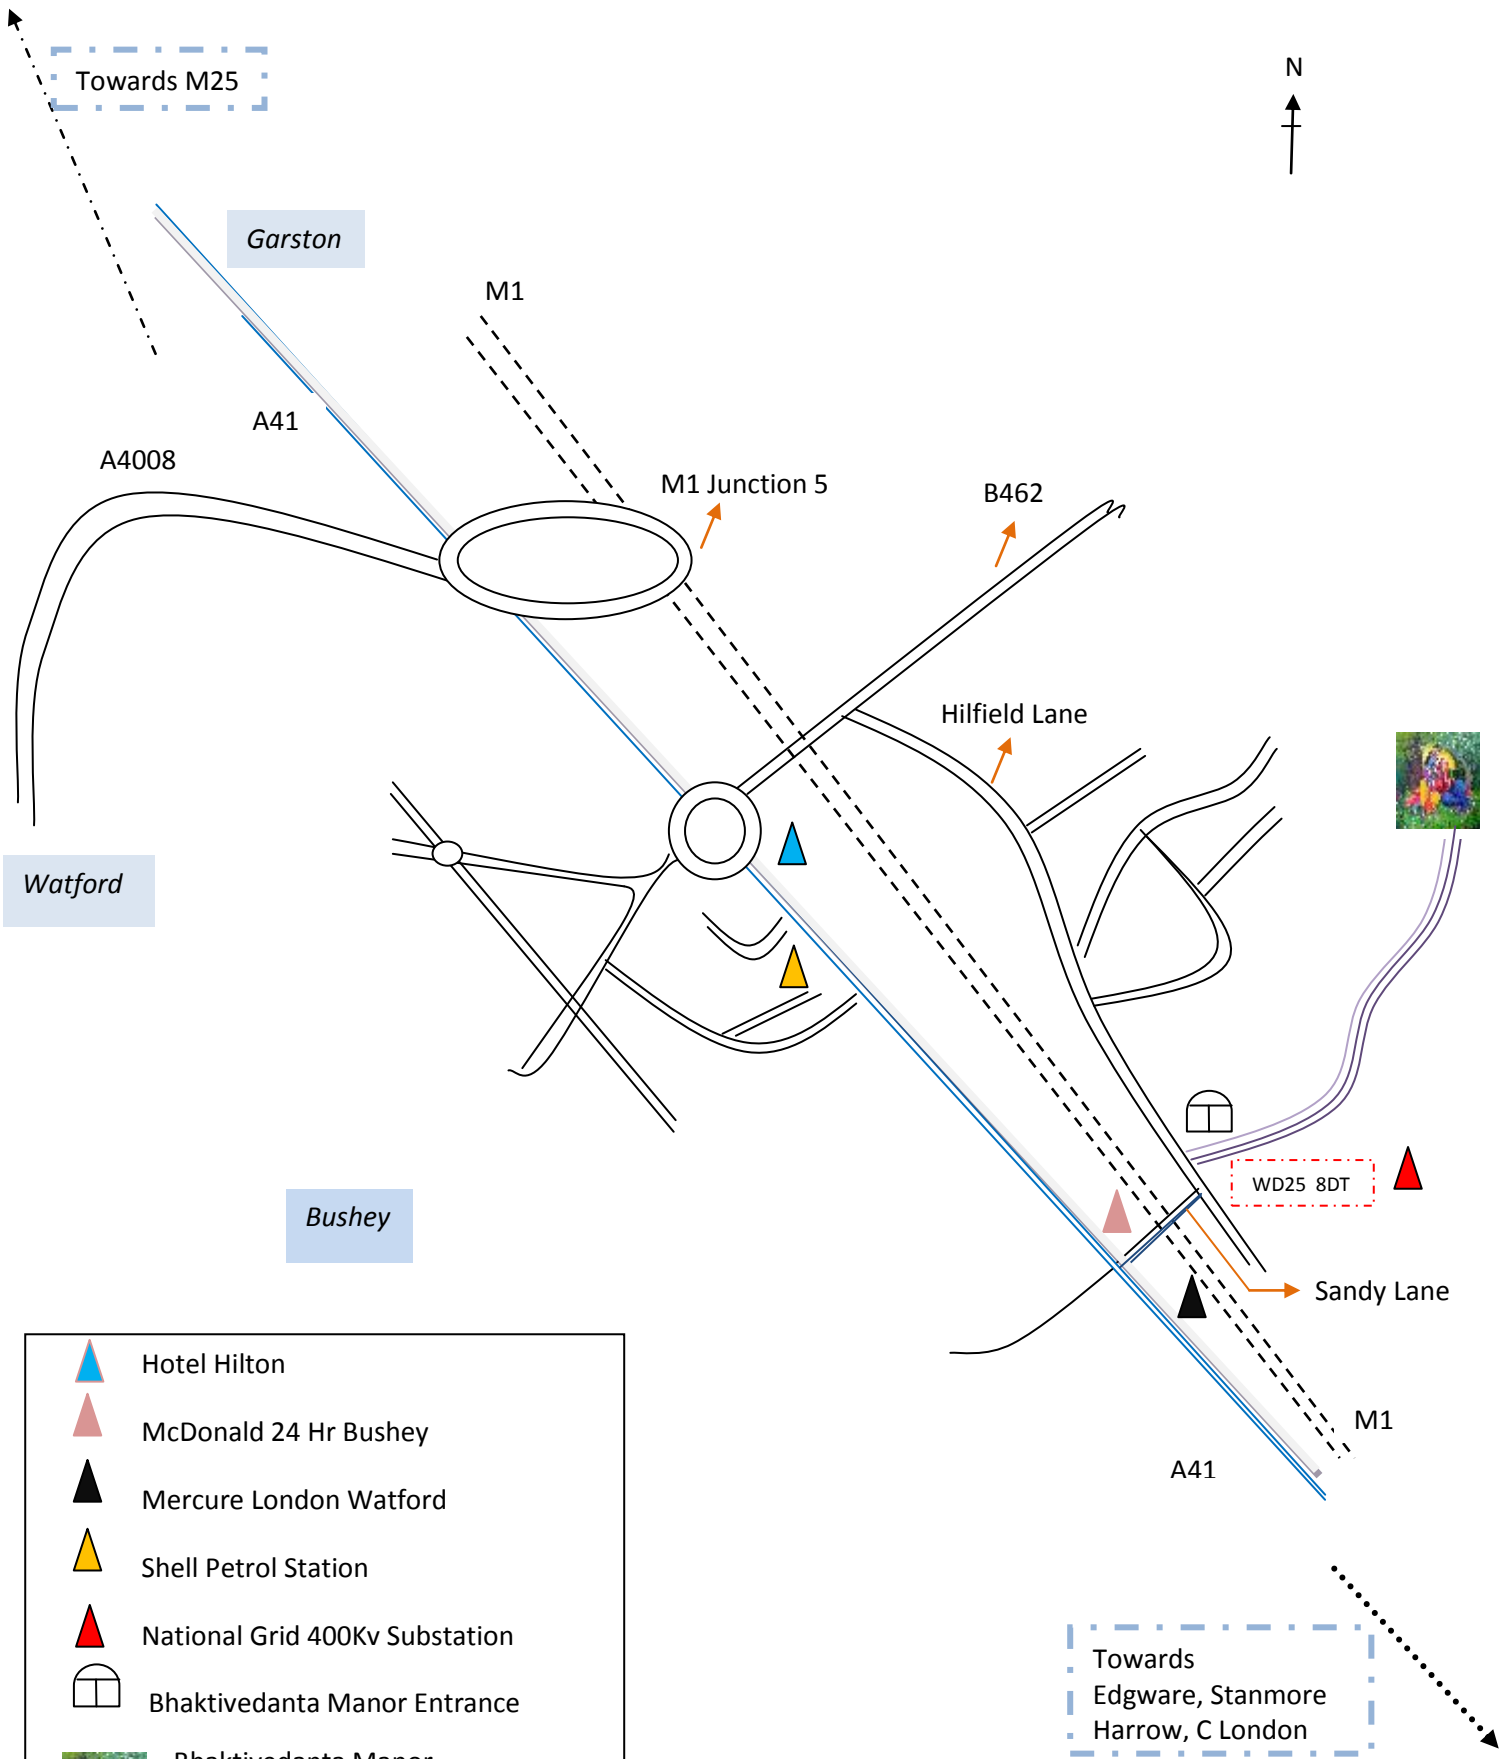 Towards M25
N
Garston
M1
A41
A4008
M1 Junction 5
B462
Hilfield Lane
Watford
WD25 8DT
Bushey
Sandy Lane
M1
A41
Hotel Hilton
McDonald 24 Hr Bushey
Mercure London Watford
Shell Petrol Station
National Grid 400Kv Substation
Bhaktivedanta Manor Entrance
Bhaktivedanta Manor
Towards
Edgware, Stanmore
Harrow, C London